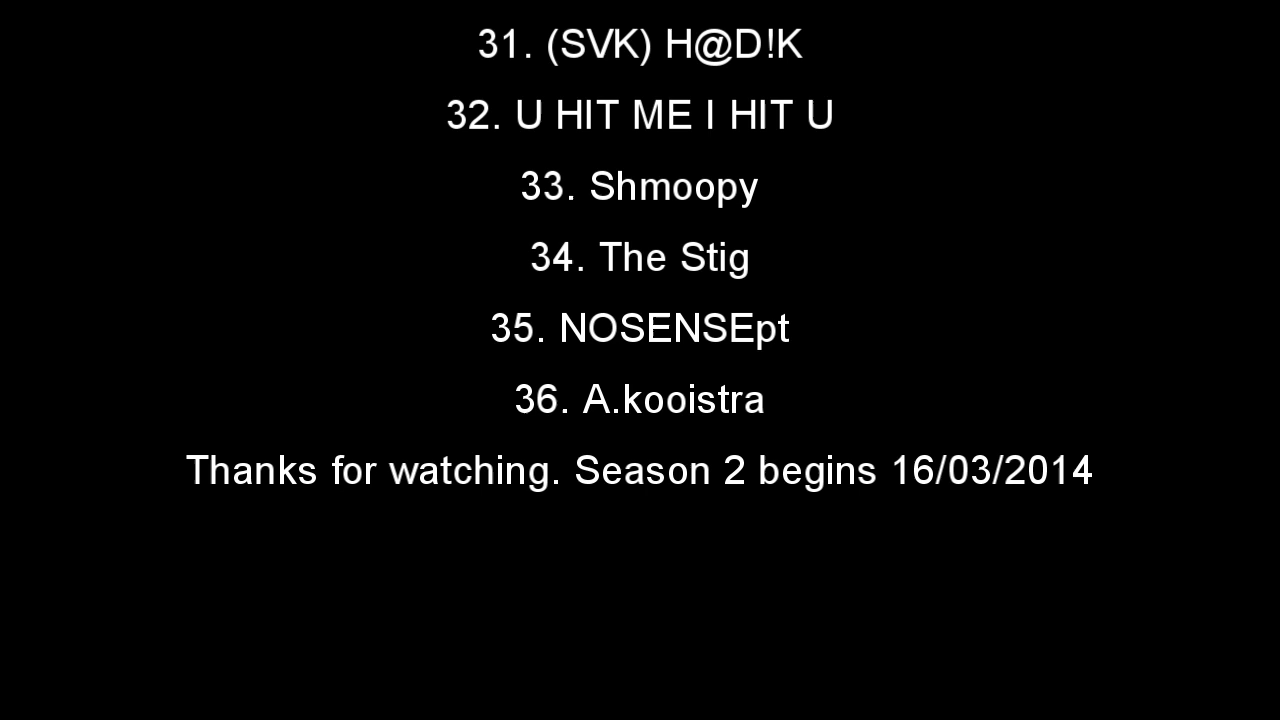 31. (SVK) H@D!K
32. U HIT ME I HIT U
33. Shmoopy
34. The Stig
35. NOSENSEpt
36. A.kooistra
Thanks for watching. Season 2 begins 16/03/2014